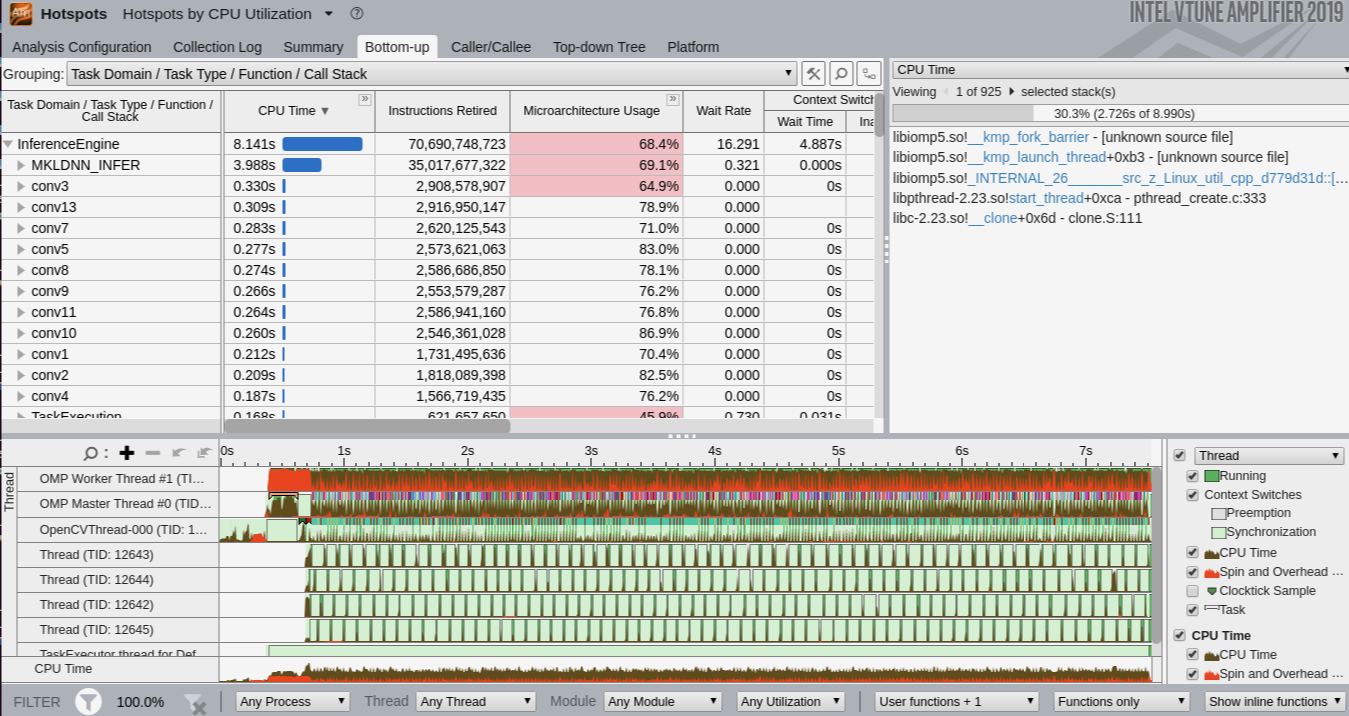 Hotspots Hotspots by CPU Utilization INTEL VTUNE AMPLIFIER 2019
Analysis Configuration Collection Log Summary Bottom-up Caller/Callee Top-down Tree Platform
Grouping: Task Domain / Task Type / Function / Call Stack
Task Domain / Task Type / Function / Call Stack CPU Time Instructions Retired Microarchitecture Usage Wait Rate Context Switch
Wait Time Ina
InferenceEngine 8.141s 70,690,748,723 68.4% 16.291 4.887s
MKLDNN_INFER 3.988s 35,017,677,322 69.1% 0.321 0.000s
conv3 0.330s 2,908,578,907 64.9% 0.000 0s
conv13 0.309s 2,916,950,147 78.9% 0.000
conv7 0.283s 2,620,125,543 71.0% 0.000 0s
conv5 0.277s 2,573,621,063 83.0% 0.000 0s
conv8 0.274s 2,586,686,850 78.1% 0.000 0s
conv9 0.266s 2,553,579,287 76.2% 0.000 0s
conv11 0.264s 2,586,941,160 76.8% 0.000 0s
conv10 0.260s 2,546,361,028 86.9% 0.000 0s
conv1 0.212s 1,731,495,636 70.4% 0.000 0s
conv2 0.209s 1,818,089,398 82.5% 0.000 0s
conv4 0.187s 1,566,719,435 76.2% 0.000 0s
TaskExecution 0.168s 621,657,650 45.9% 0.730 0.031s
CPU Time
Viewing 1 of 925 selected stack(s)
30.3% (2.726s of 8.990s)
libiomp5.so!__kmp_fork_barrier - [unknown source file]
libiomp5.so!__kmp_launch_thread+0xb3 - [unknown source file]
libiomp5.so!_INTERNAL_26_______src_z_Linux_util_cpp_d779d31d::[...
libpthread-2.23.so!start_thread+0xca - pthread_create.c:333
libc-2.23.so!__clone+0x6d - clone.S:111
0s 1s 2s 3s 4s 5s 6s 7s
Thread
OMP Worker Thread #1 (TI...
OMP Master Thread #0 (TID...
OpenCVThread-000 (TID: 1...
Thread (TID: 12643)
Thread (TID: 12644)
Thread (TID: 12642)
Thread (TID: 12645)
TaskExecutor thread for Def
CPU Time
Thread
Running
Context Switches
Preemption
Synchronization
CPU Time
Spin and Overhead ...
Clocktick Sample
Task
CPU Time
CPU Time
Spin and Overhead ...
FILTER 100.0% Any Process Thread Any Thread Module Any Module Any Utilization User functions + 1 Functions only Show inline functions